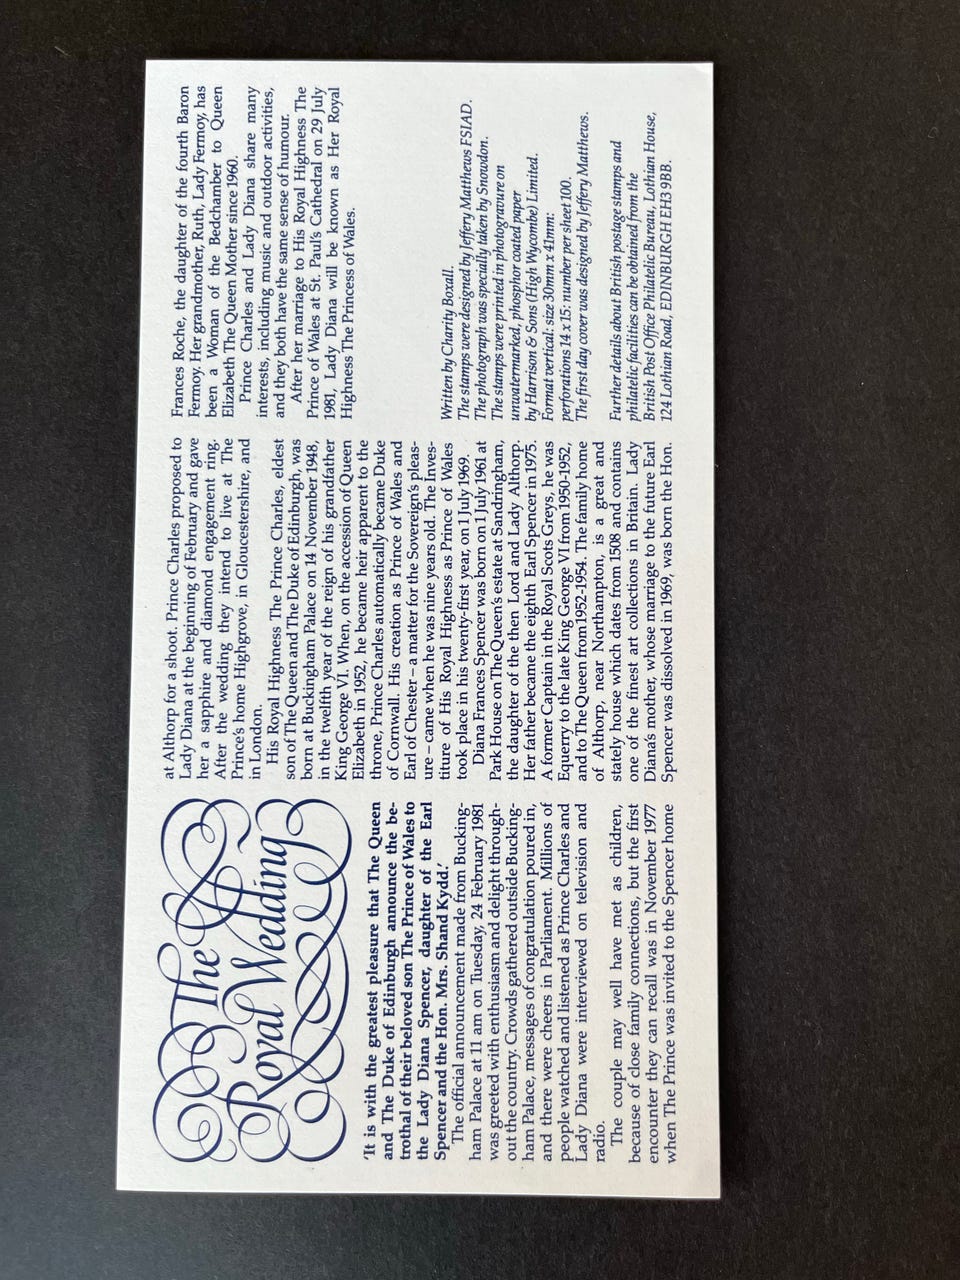 The
Royal Wedding
'It is with the greatest pleasure that The Queen
and The Duke of Edinburgh announce the be-
trothal of their beloved son The Prince of Wales to
the Lady Diana Spencer, daughter of the Earl
Spencer and the Hon. Mrs. Shand Kydd.'
The official announcement made from Bucking-
ham Palace at 11 am on Tuesday, 24 February 1981
was greeted with enthusiasm and delight through-
out the country. Crowds gathered outside Bucking-
ham Palace, messages of congratulation poured in,
and there were cheers in Parliament. Millions of
people watched and listened as Prince Charles and
Lady Diana were interviewed on television and
radio.
The couple may well have met as children,
because of close family connections, but the first
encounter they can recall was in November 1977
when The Prince was invited to the Spencer home
at Althorp for a shoot. Prince Charles proposed to
Lady Diana at the beginning of February and gave
her a sapphire and diamond engagement ring.
After the wedding they intend to live at The
Prince's home Highgrove, in Gloucestershire, and
in London.
His Royal Highness The Prince Charles, eldest
son of The Queen and The Duke of Edinburgh, was
born at Buckingham Palace on 14 November 1948,
in the twelfth year of the reign of his grandfather
King George VI. When, on the accession of Queen
Elizabeth in 1952, he became heir apparent to the
throne, Prince Charles automatically became Duke
of Cornwall. His creation as Prince of Wales and
Earl of Chester – a matter for the Sovereign's pleas-
ure – came when he was nine years old. The Inves-
titure of His Royal Highness as Prince of Wales
took place in his twenty-first year, on 1 July 1969.
Diana Frances Spencer was born on 1 July 1961 at
Park House on The Queen's estate at Sandringham,
the daughter of the then Lord and Lady Althorp.
Her father became the eighth Earl Spencer in 1975.
A former Captain in the Royal Scots Greys, he was
Equerry to the late King George VI from 1950-1952,
and to The Queen from 1952-1954. The family home
of Althorp, near Northampton, is a great and
stately house which dates from 1508 and contains
one of the finest art collections in Britain. Lady
Diana's mother, whose marriage to the future Earl
Spencer was dissolved in 1969, was born the Hon.
Frances Roche, the daughter of the fourth Baron
Fermoy. Her grandmother, Ruth, Lady Fermoy, has
been a Woman of the Bedchamber to Queen
Elizabeth The Queen Mother since 1960.
Prince Charles and Lady Diana share many
interests, including music and outdoor activities,
and they both have the same sense of humour.
After her marriage to His Royal Highness The
Prince of Wales at St. Paul's Cathedral on 29 July
1981, Lady Diana will be known as Her Royal
Highness The Princess of Wales.
Written by Charity Boxall.
The stamps were designed by Jeffery Matthews FSIAD.
The photograph was specially taken by Snowdon.
The stamps were printed in photogravure on
unwatermarked, phosphor coated paper
by Harrison & Sons (High Wycombe) Limited.
Format vertical: size 30mm x 41mm:
perforations 14 x 15: number per sheet 100.
The first day cover was designed by Jeffery Matthews.
Further details about British postage stamps and
philatelic facilities can be obtained from the
British Post Office Philatelic Bureau, Lothian House,
124 Lothian Road, EDINBURGH EH3 9BB.